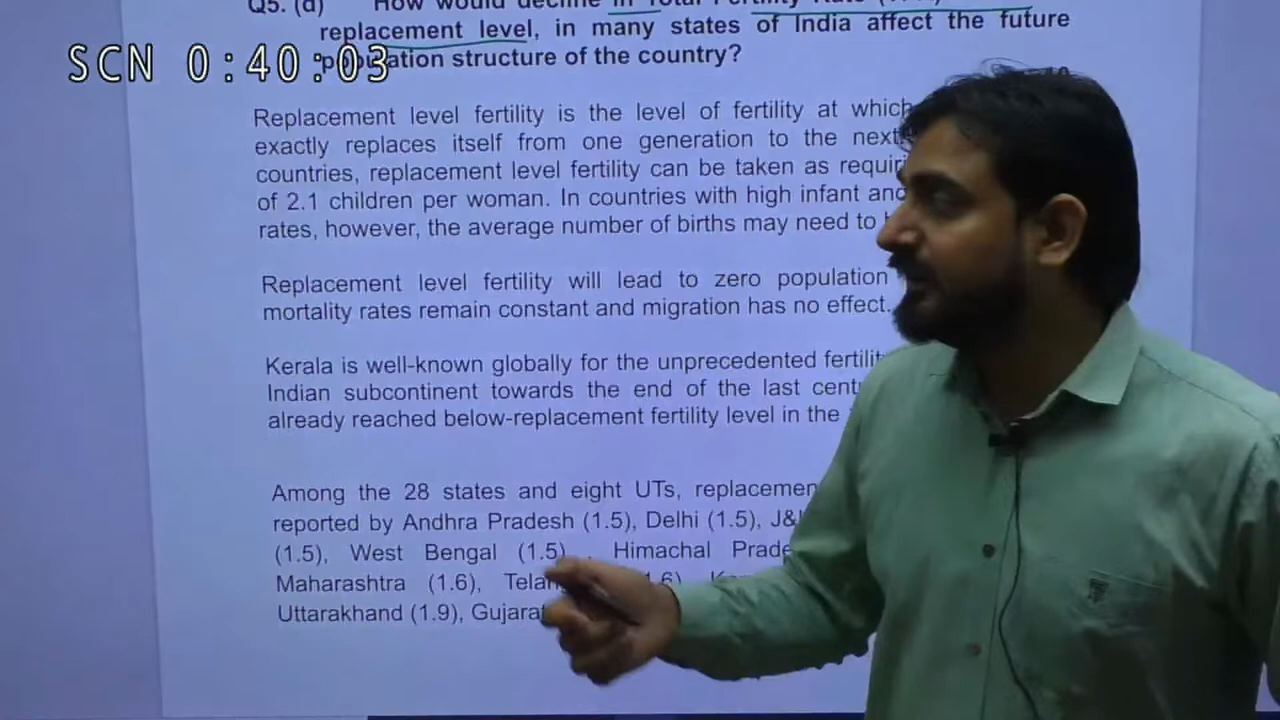 Q5. (d) How would decline in Total Fertility Rate
replacement level, in many states of India affect the future
population structure of the country?
SCN 0:40:03
Replacement level fertility is the level of fertility at which
exactly replaces itself from one generation to the next
countries, replacement level fertility can be taken as
of 2.1 children per woman. In countries with high infant and
rates, however, the average number of births may need to
Replacement level fertility will lead to zero population
mortality rates remain constant and migration has no effect.
Kerala is well-known globally for the unprecedented
Indian subcontinent towards the end of the last
already reached below-replacement fertility level in the
Among the 28 states and eight UTs,
reported by Andhra Pradesh (1.5), Delhi (1.5),
(1.5), West Bengal (1.5) Himachal
Maharashtra (1.6),
Uttarakhand (1.9),